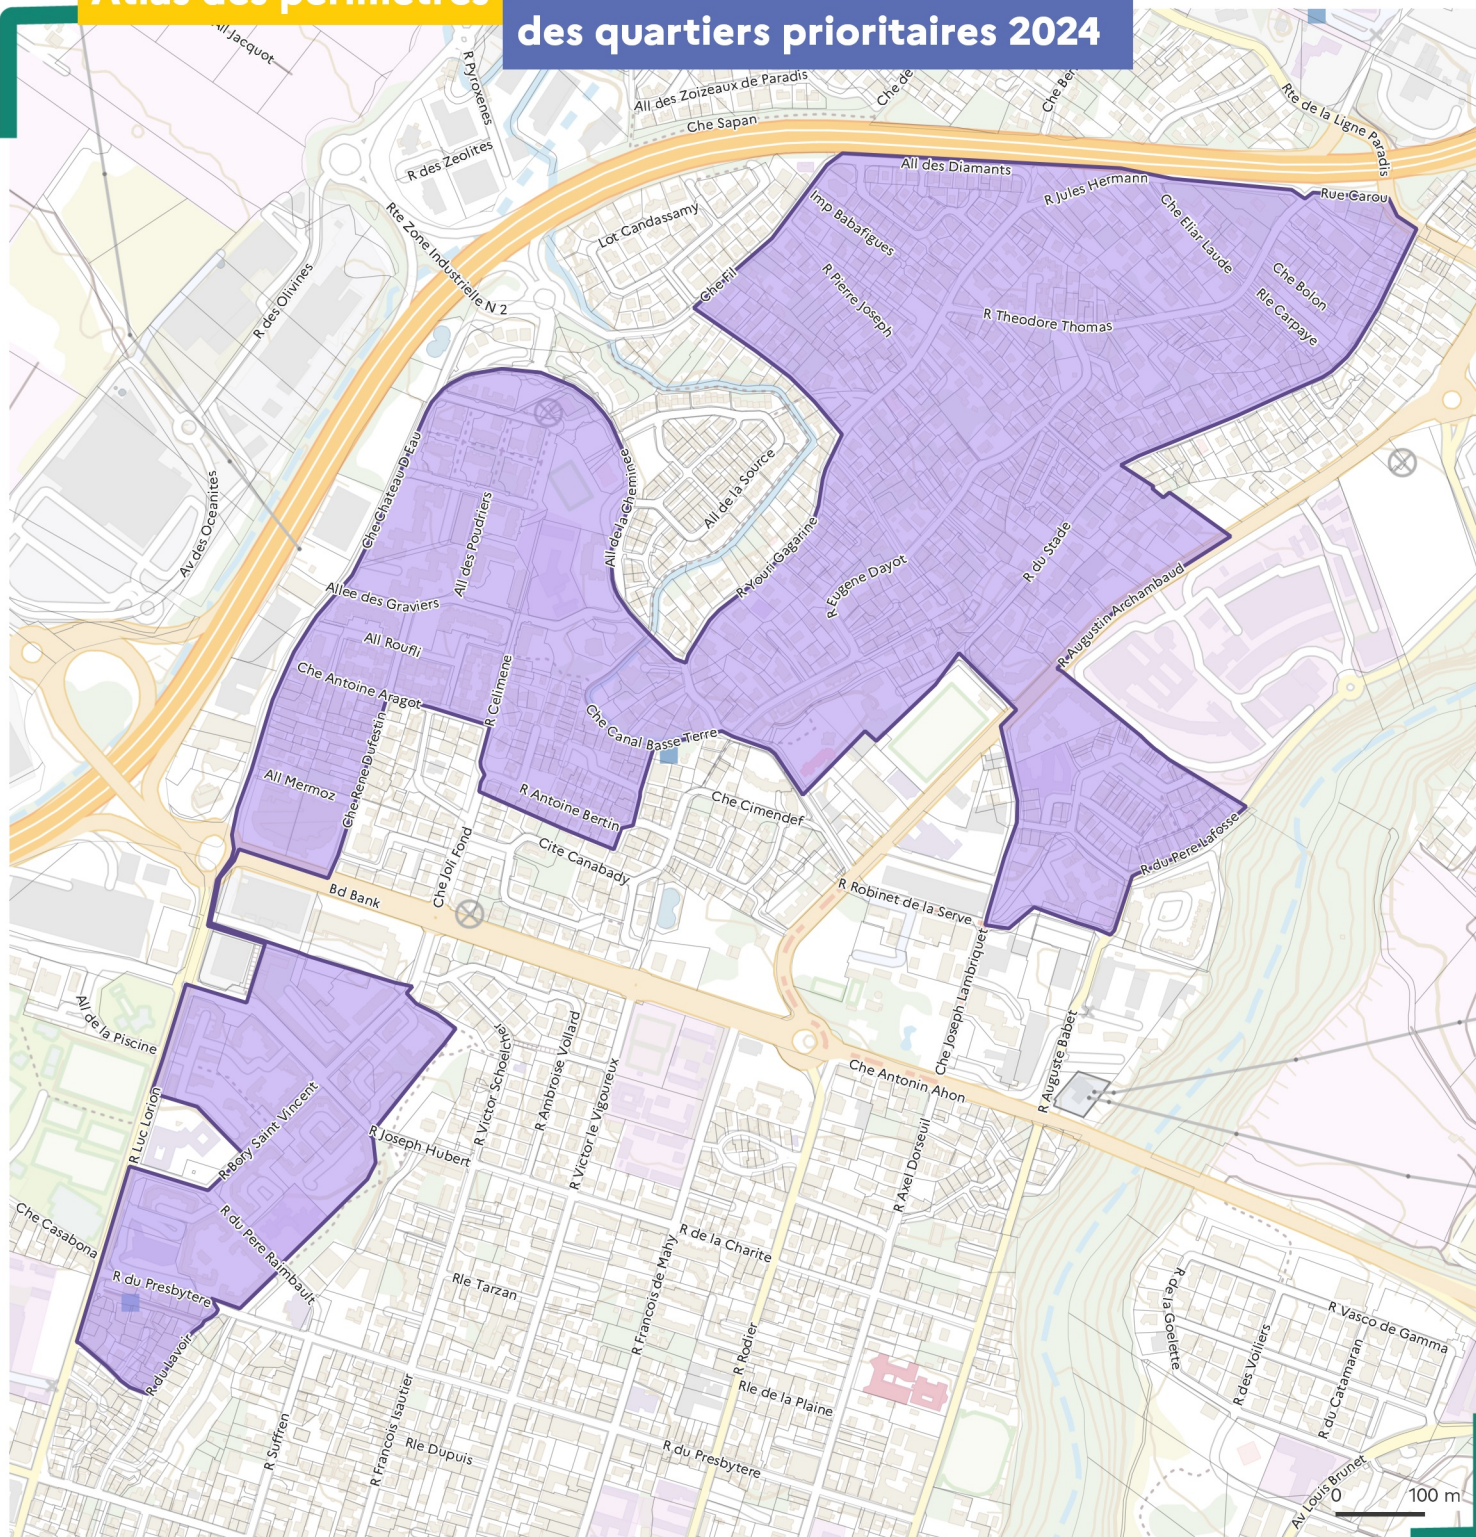 Atlas des périmètres
des quartiers prioritaires 2024
All Jacquot
R Pyroxenes
All des Zoizeaux de Paradis
Che de
Che Ber
Rte de la Ligne Paradis
Che Sapan
R des Zeolites
All des Diamants
R Jules Hermann
Rue Carou
Imp Babafigues
Che Eliar Laude
Lot Candassamy
Rte Zone Industrielle N 2
Che Fil
R Pierre Joseph
Che Bolon
Rle Carpaye
R des Olivines
R Theodore Thomas
Che Chateau D Eau
All de la Source
All de la Cheminee
Av des Oceanites
All des Poudriers
R Youri Gagarine
R du Stade
R Eugene Dayot
Allee des Graviers
R Augustin Archambaud
All Roufli
Che Antoine Aragot
R Celimene
Che Canal Basse Terre
Che Rene Dufestin
All Mermoz
R Antoine Bertin
Che Cimendef
R du Pere Lafosse
Che Joli Fond
Cite Canabady
Bd Bank
R Robinet de la Serve
Che Joseph Lambriquet
All de la Piscine
R Victor Schoelcher
R Ambroise Vollard
R Victor le Vigoureux
Che Antonin Ahon
R Auguste Babet
R Luc Lorion
R Bory Saint Vincent
R Joseph Hubert
R Axel Dorseuil
Che Casabona
R du Pere Raimbault
R de la Charite
R du Presbytere
Rle Tarzan
R Francois de Mahy
R Rodier
R de la Goelette
R Vasco de Gamma
R des Voiliers
R du Catamaran
R du Lavoir
Rle de la Plaine
R Francois Isautier
R Suffren
Rle Dupuis
R du Presbytere
Av Louis Brunet
0 100 m